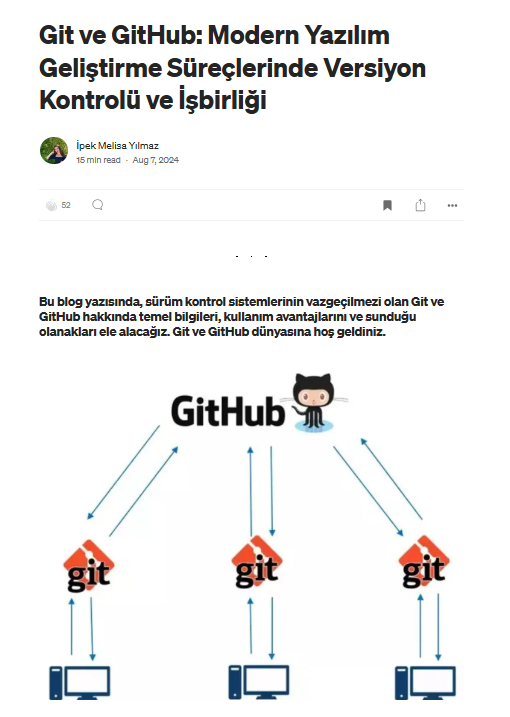 Git ve GitHub: Modern Yazılım
Geliştirme Süreçlerinde Versiyon
Kontrolü ve İşbirliği
İpek Melisa Yılmaz
15 min read · Aug 7, 2024
52
Bu blog yazısında, sürüm kontrol sistemlerinin vazgeçilmezi olan Git ve
GitHub hakkında temel bilgileri, kullanım avantajlarını ve sunduğu
olanakları ele alacağız. Git ve GitHub dünyasına hoş geldiniz.
GitHub
git git git